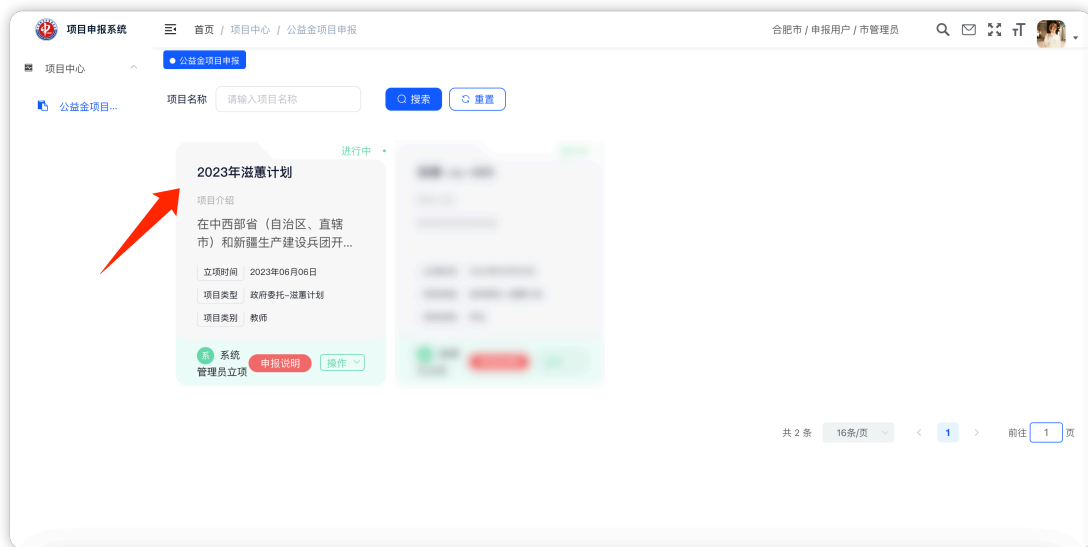 项目申报系统
首页 / 项目中心 / 公益金项目申报
合肥市 / 申报用户 / 市管理员
项目中心
公益金项目申报
公益金项目...
项目名称 请输入项目名称 搜索 重置
进行中
2023年滋蕙计划
项目介绍
在中西部省（自治区、直辖
市）和新疆生产建设兵团开...
立项时间 2023年06月06日
项目类型 政府委托-滋蕙计划
项目类别 教师
系 系统
管理员立项
申报说明
操作
共 2 条 16条/页 < 1 > 前往 1 页